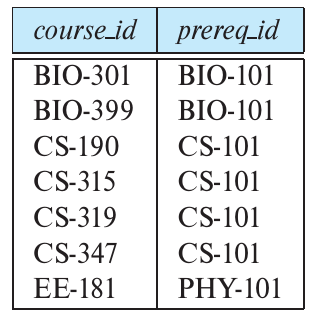 course_id prereq_id
BIO-301 BIO-101
BIO-399 BIO-101
CS-190 CS-101
CS-315 CS-101
CS-319 CS-101
CS-347 CS-101
EE-181 PHY-101